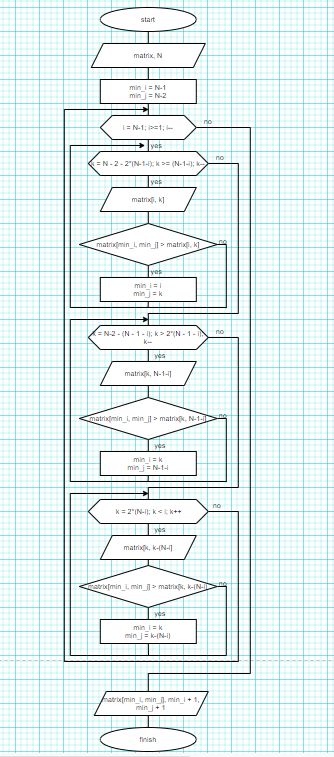 start
matrix, N
min_i = N-1
min_j = N-2
i = N-1; i>=1; i--
no
yes
k = N - 2 - 2*(N-1-i); k >= (N-1-i); k--
no
yes
matrix[i, k]
matrix[min_i, min_j] > matrix[i, k]
no
yes
min_i = i
min_j = k
k = N-2 - (N - 1 - i); k > 2*(N - 1 - i);
k--
no
yes
matrix[k, N-1-i]
matrix[min_i, min_j] > matrix[k, N-1-i]
no
yes
min_i = k
min_j = N-1-i
k = 2*(N-i); k < i; k++
no
yes
matrix[k, k-(N-i]
matrix[min_i, min_j] > matrix[k, k-(N-i)]
no
yes
min_i = k
min_j = k-(N-i)
matrix[min_i, min_j], min_i + 1,
min_j + 1
finish